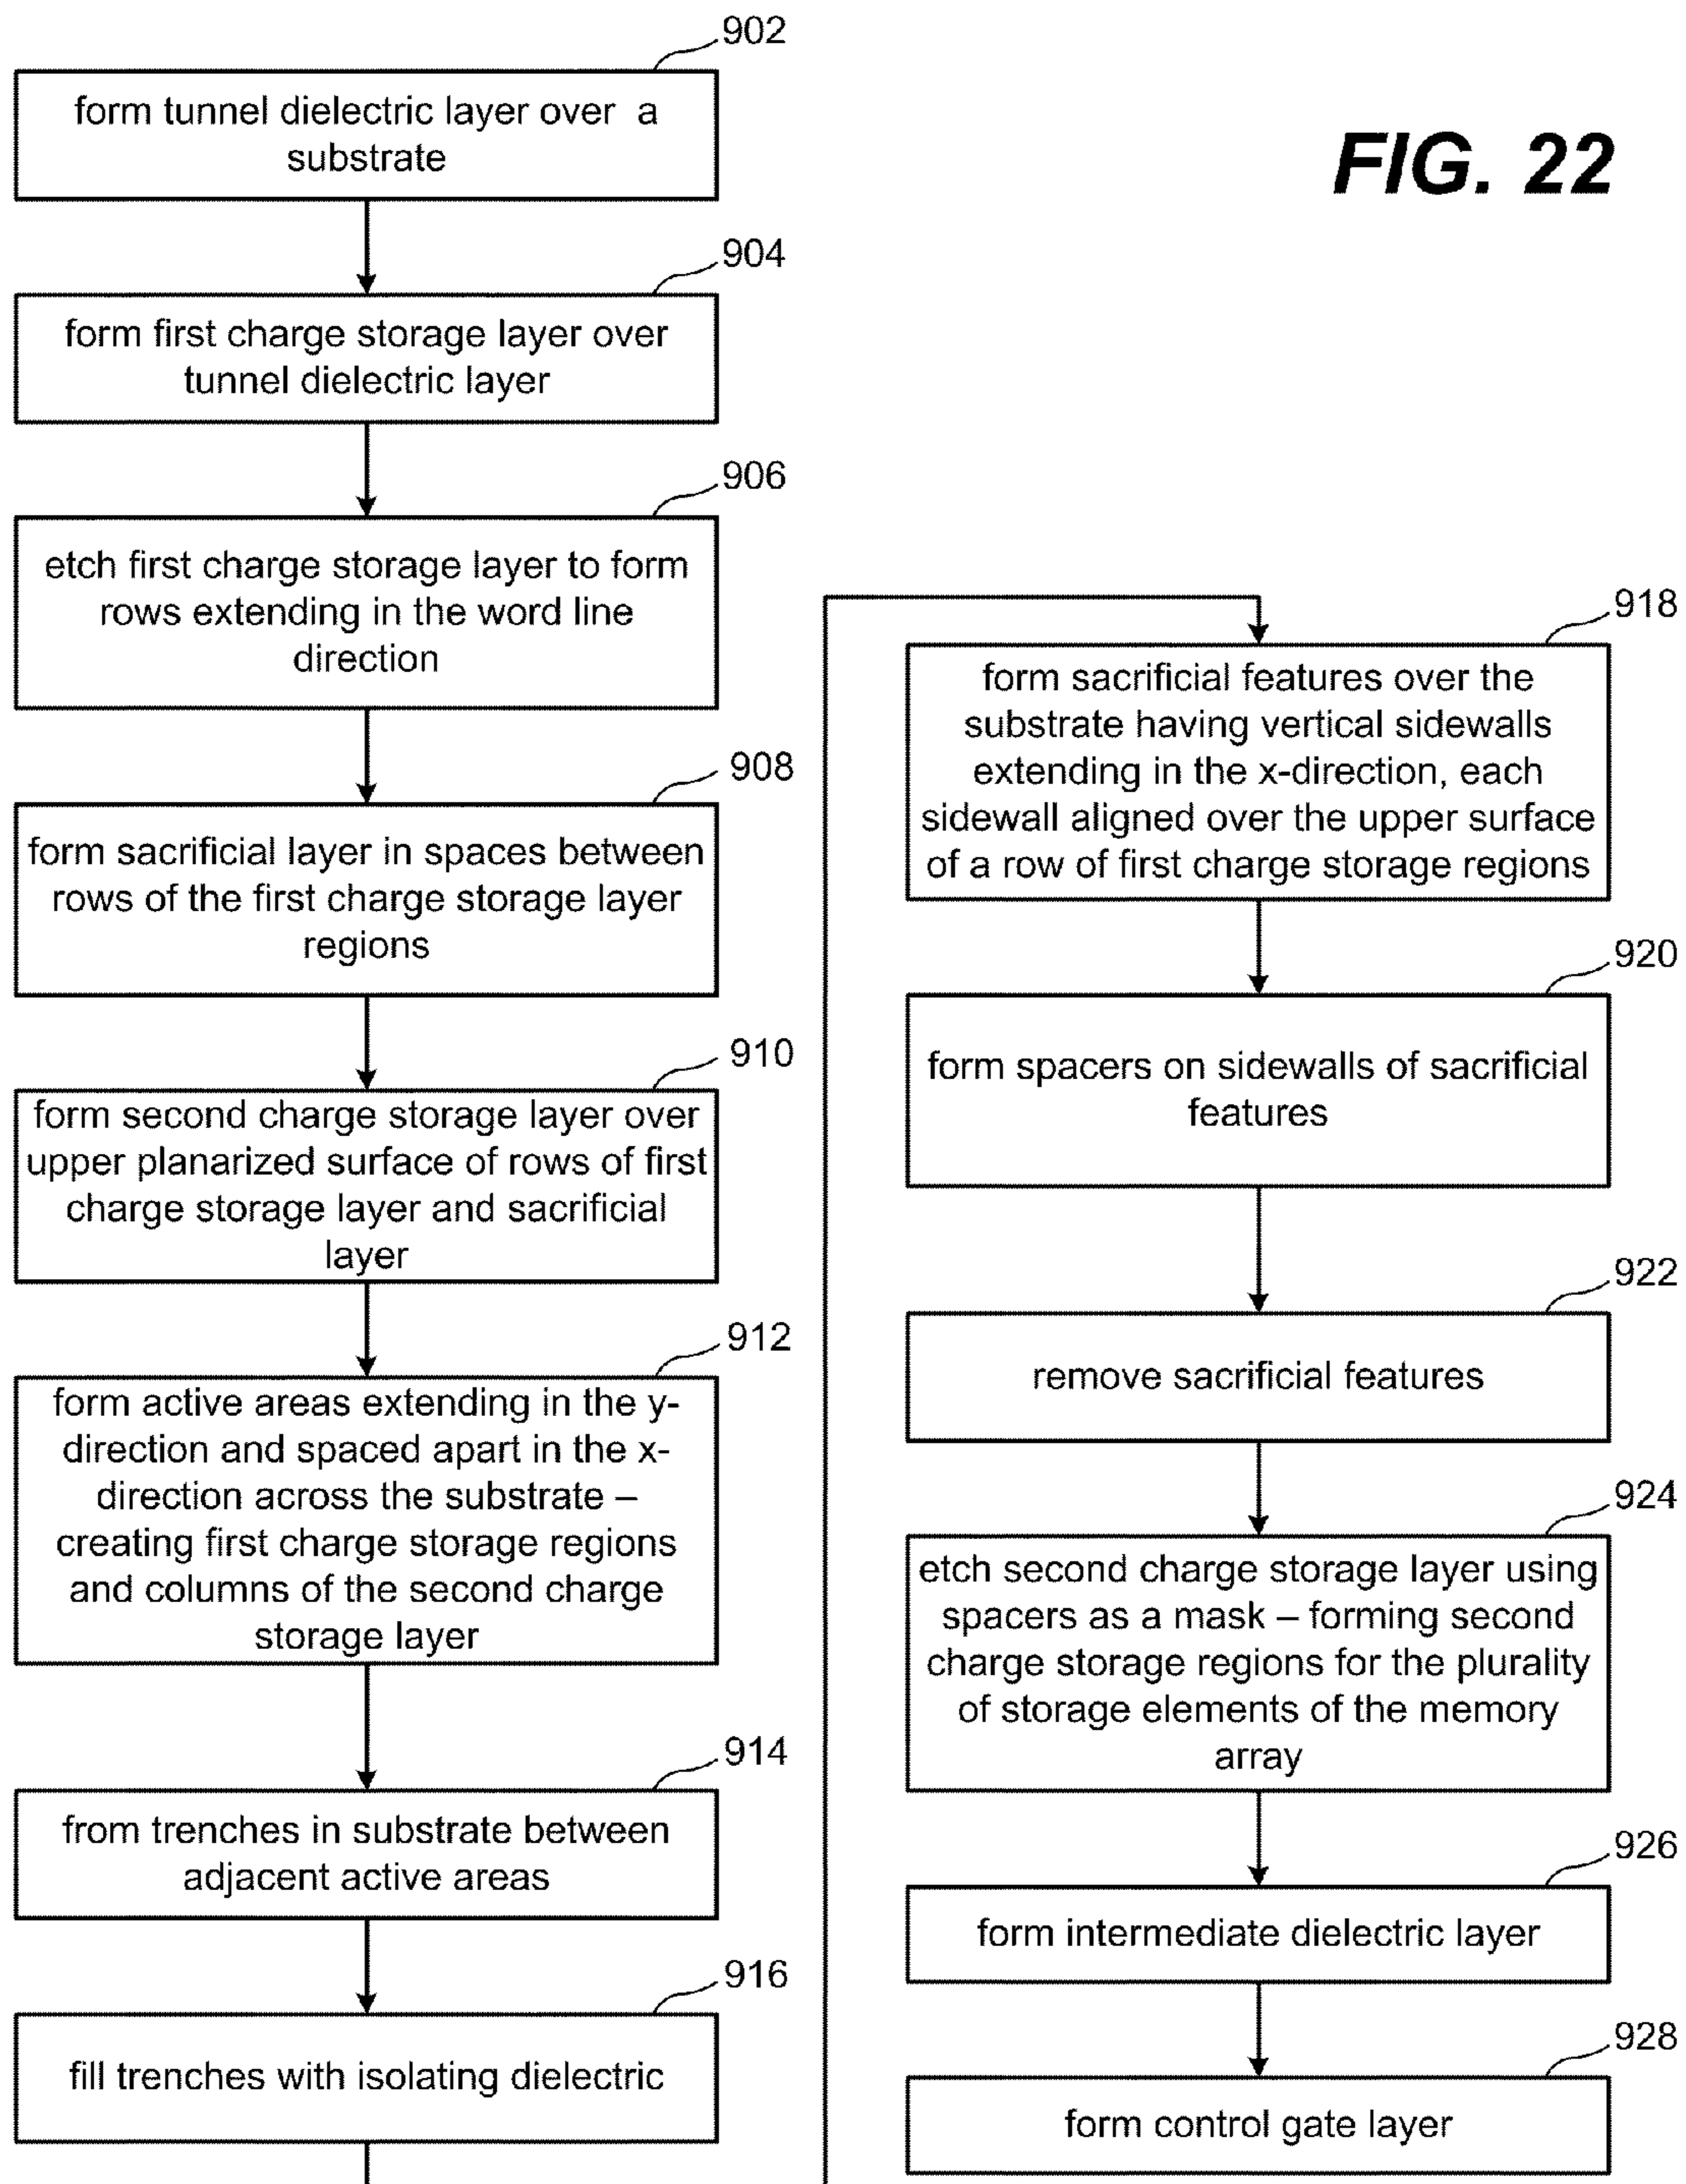 902
form tunnel dielectric layer over a
substrate
FIG. 22
904
form first charge storage layer over
tunnel dielectric layer
906
etch first charge storage layer to form
rows extending in the word line
direction
908
form sacrificial layer in spaces between
rows of the first charge storage layer
regions
910
form second charge storage layer over
upper planarized surface of rows of first
charge storage layer and sacrificial
layer
912
form active areas extending in the y-
direction and spaced apart in the x-
direction across the substrate –
creating first charge storage regions
and columns of the second charge
storage layer
914
from trenches in substrate between
adjacent active areas
916
fill trenches with isolating dielectric
918
form sacrificial features over the
substrate having vertical sidewalls
extending in the x-direction, each
sidewall aligned over the upper surface
of a row of first charge storage regions
920
form spacers on sidewalls of sacrificial
features
922
remove sacrificial features
924
etch second charge storage layer using
spacers as a mask – forming second
charge storage regions for the plurality
of storage elements of the memory
array
926
form intermediate dielectric layer
928
form control gate layer